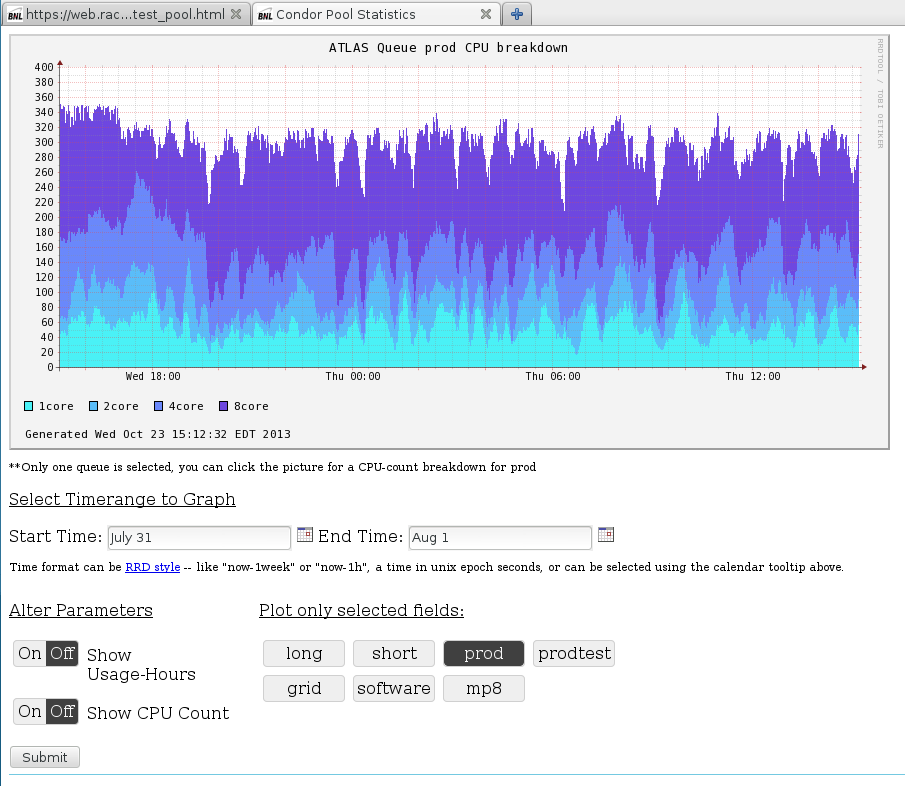 BNL https://web.rac...test_pool.html
BNL Condor Pool Statistics
ATLAS Queue prod CPU breakdown
RRDTOOL / TOBI OETIKER
400
380
360
340
320
300
280
260
240
220
200
180
160
140
120
100
80
60
40
20
0
Wed 18:00 Thu 00:00 Thu 06:00 Thu 12:00
1core 2core 4core 8core
Generated Wed Oct 23 15:12:32 EDT 2013
**Only one queue is selected, you can click the picture for a CPU-count breakdown for prod
Select Timerange to Graph
Start Time: July 31 End Time: Aug 1
Time format can be RRD style -- like "now-1week" or "now-1h", a time in unix epoch seconds, or can be selected using the calendar tooltip above.
Alter Parameters
On Off Show
Usage-Hours
On Off Show CPU Count
Plot only selected fields:
long short prod prodtest
grid software mp8
Submit